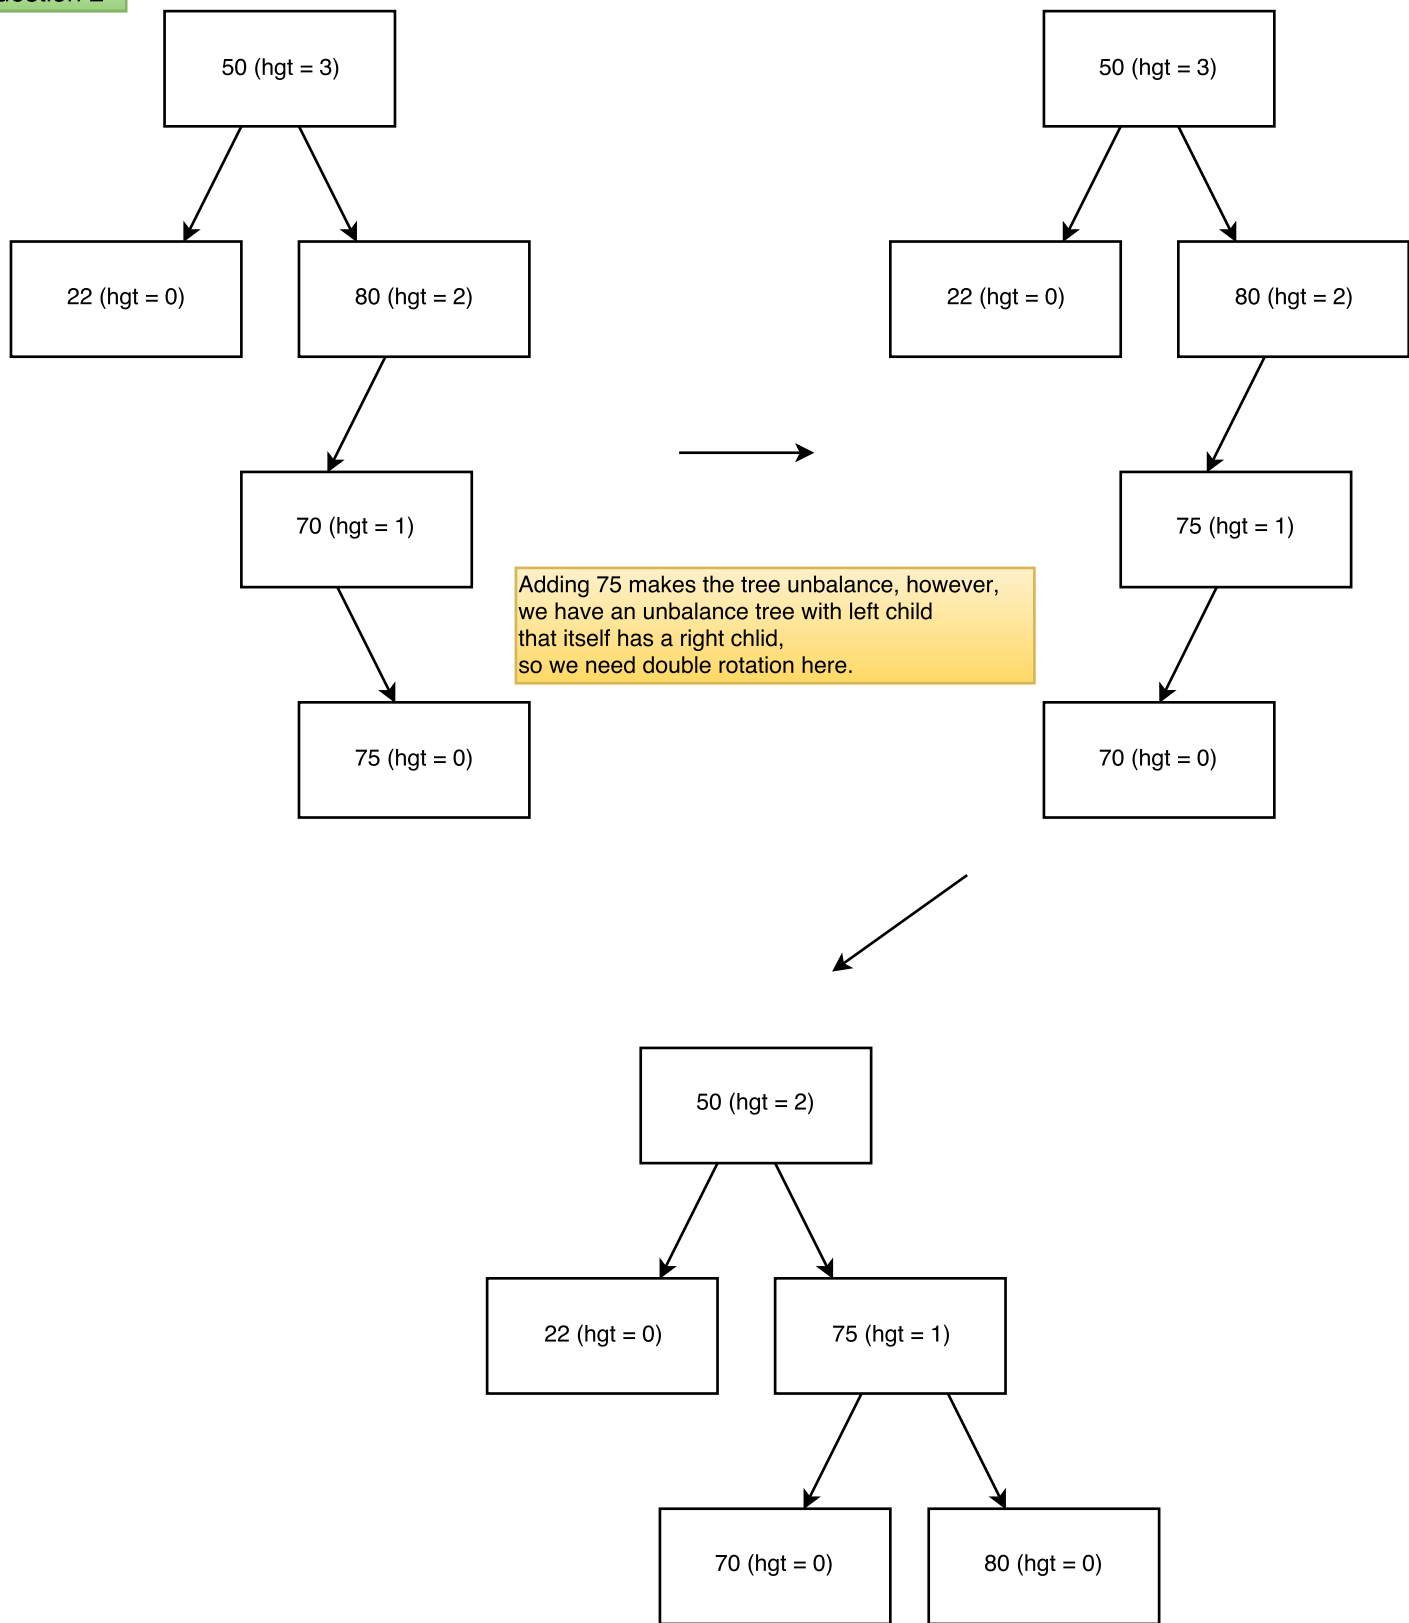 50 (hgt = 3)
50 (hgt = 3)
22 (hgt = 0)
80 (hgt = 2)
22 (hgt = 0)
80 (hgt = 2)
70 (hgt = 1)
75 (hgt = 1)
Adding 75 makes the tree unbalance, however,
we have an unbalance tree with left child
that itself has a right chlid,
so we need double rotation here.
75 (hgt = 0)
70 (hgt = 0)
50 (hgt = 2)
22 (hgt = 0)
75 (hgt = 1)
70 (hgt = 0)
80 (hgt = 0)